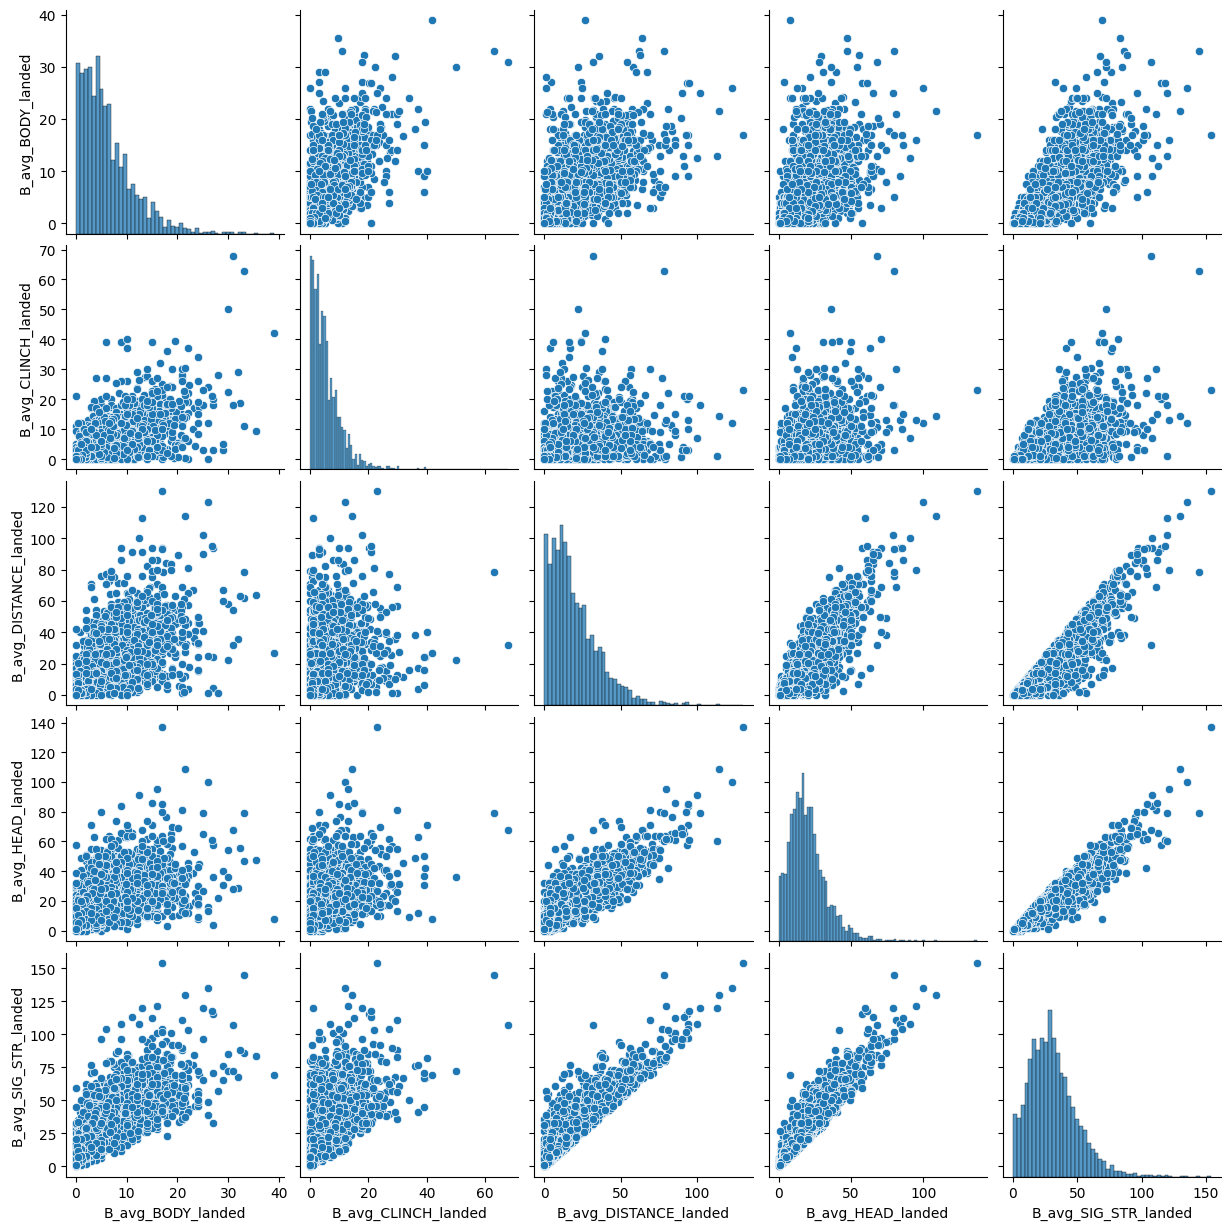 B_avg_BODY_landed
40
30
20
10
0
B_avg_CLINCH_landed
70
60
50
40
30
20
10
0
B_avg_DISTANCE_landed
120
100
80
60
40
20
0
B_avg_HEAD_landed
140
120
100
80
60
40
20
0
B_avg_SIG_STR_landed
150
125
100
75
50
25
0
0 10 20 30 40
B_avg_BODY_landed
0 20 40 60
B_avg_CLINCH_landed
0 50 100
B_avg_DISTANCE_landed
0 50 100
B_avg_HEAD_landed
0 50 100 150
B_avg_SIG_STR_landed